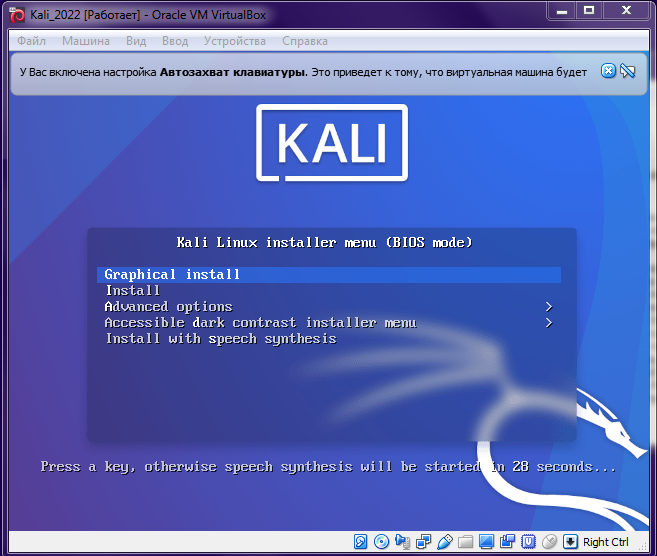 Kali_2022 [Работает] - Oracle VM VirtualBox
Файл Машина Вид Ввод Устройства Справка
У Вас включена настройка Автозахват клавиатуры. Это приведет к тому, что виртуальная машина будет
KALI
Kali Linux installer menu (BIOS mode)
Graphical install
Install
Advanced options >
Accessible dark contrast installer menu >
Install with speech synthesis
Press a key, otherwise speech synthesis will be started in 28 seconds...
Right Ctrl